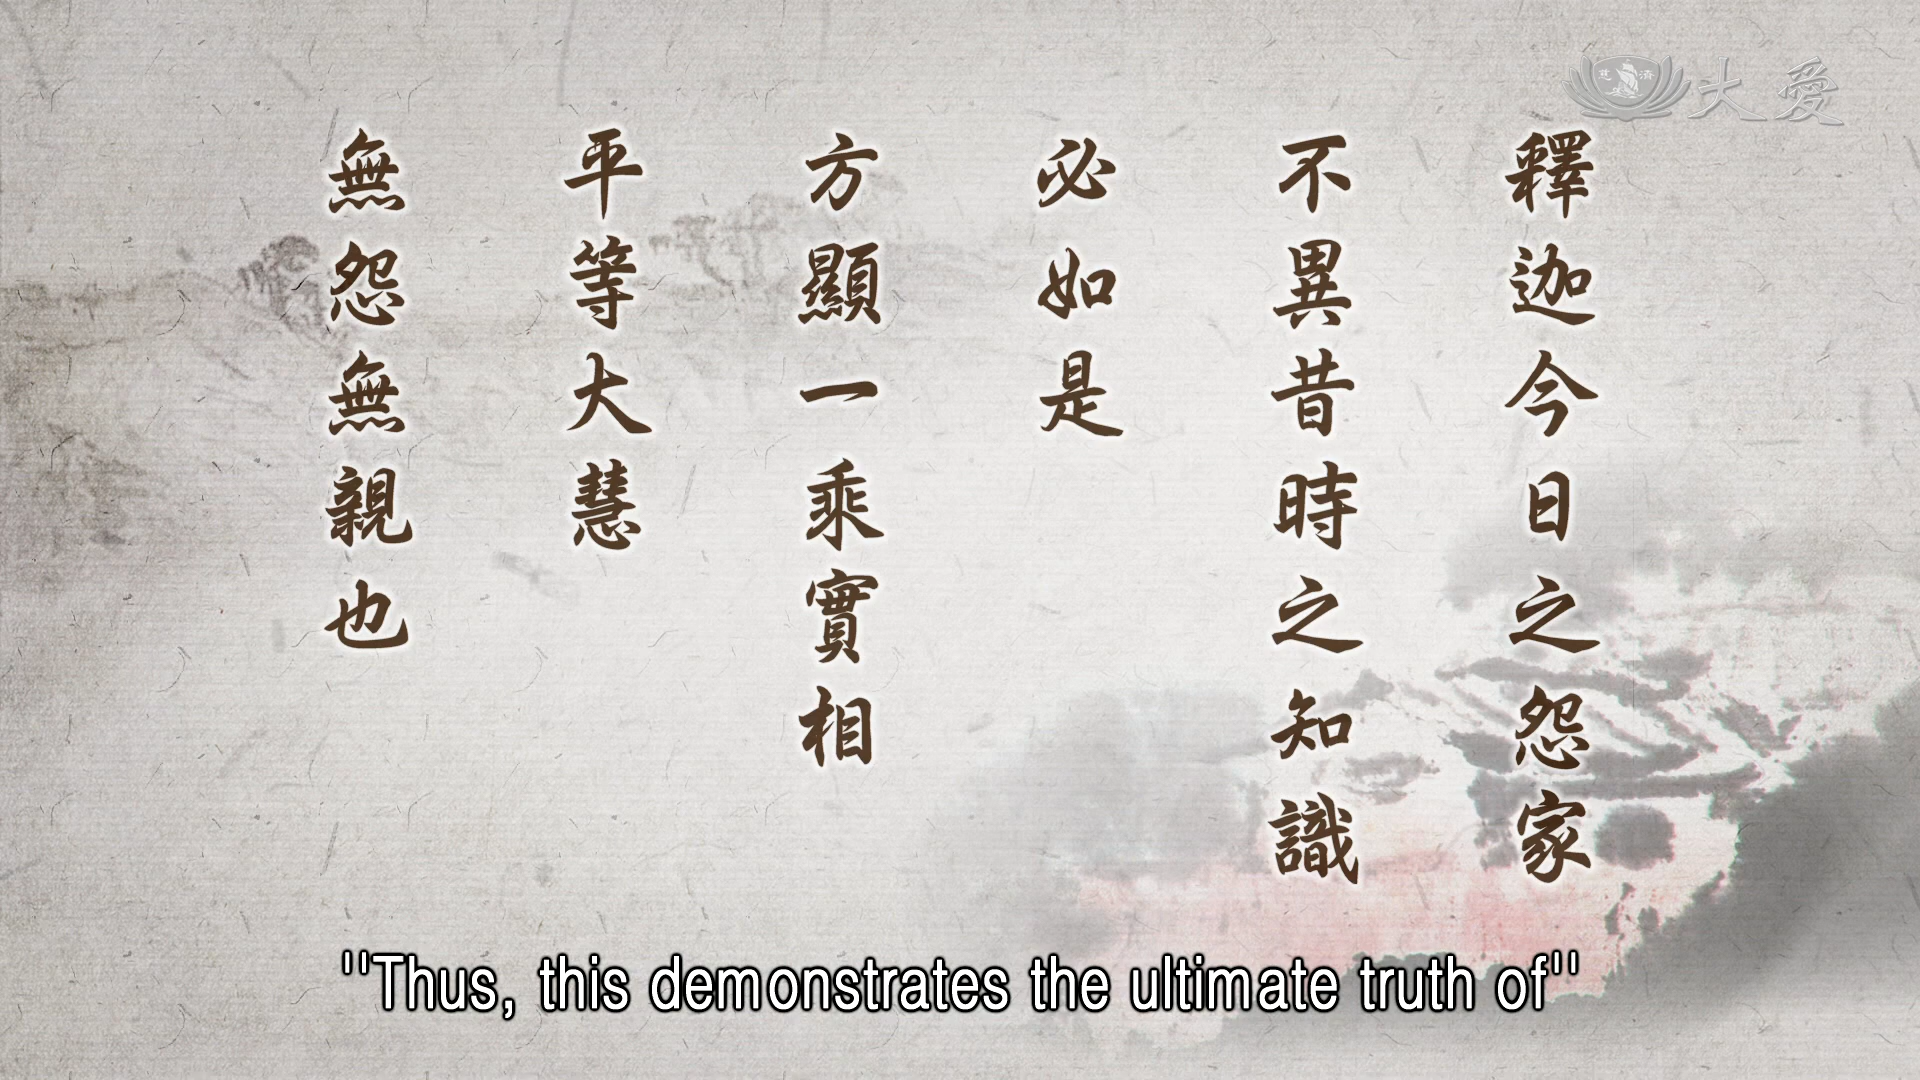 大愛
慈濟
釋迦今日之怨家
不異昔時之知識
必如是
方顯一乘實相
平等大慧
無怨無親也
"Thus, this demonstrates the ultimate truth of"